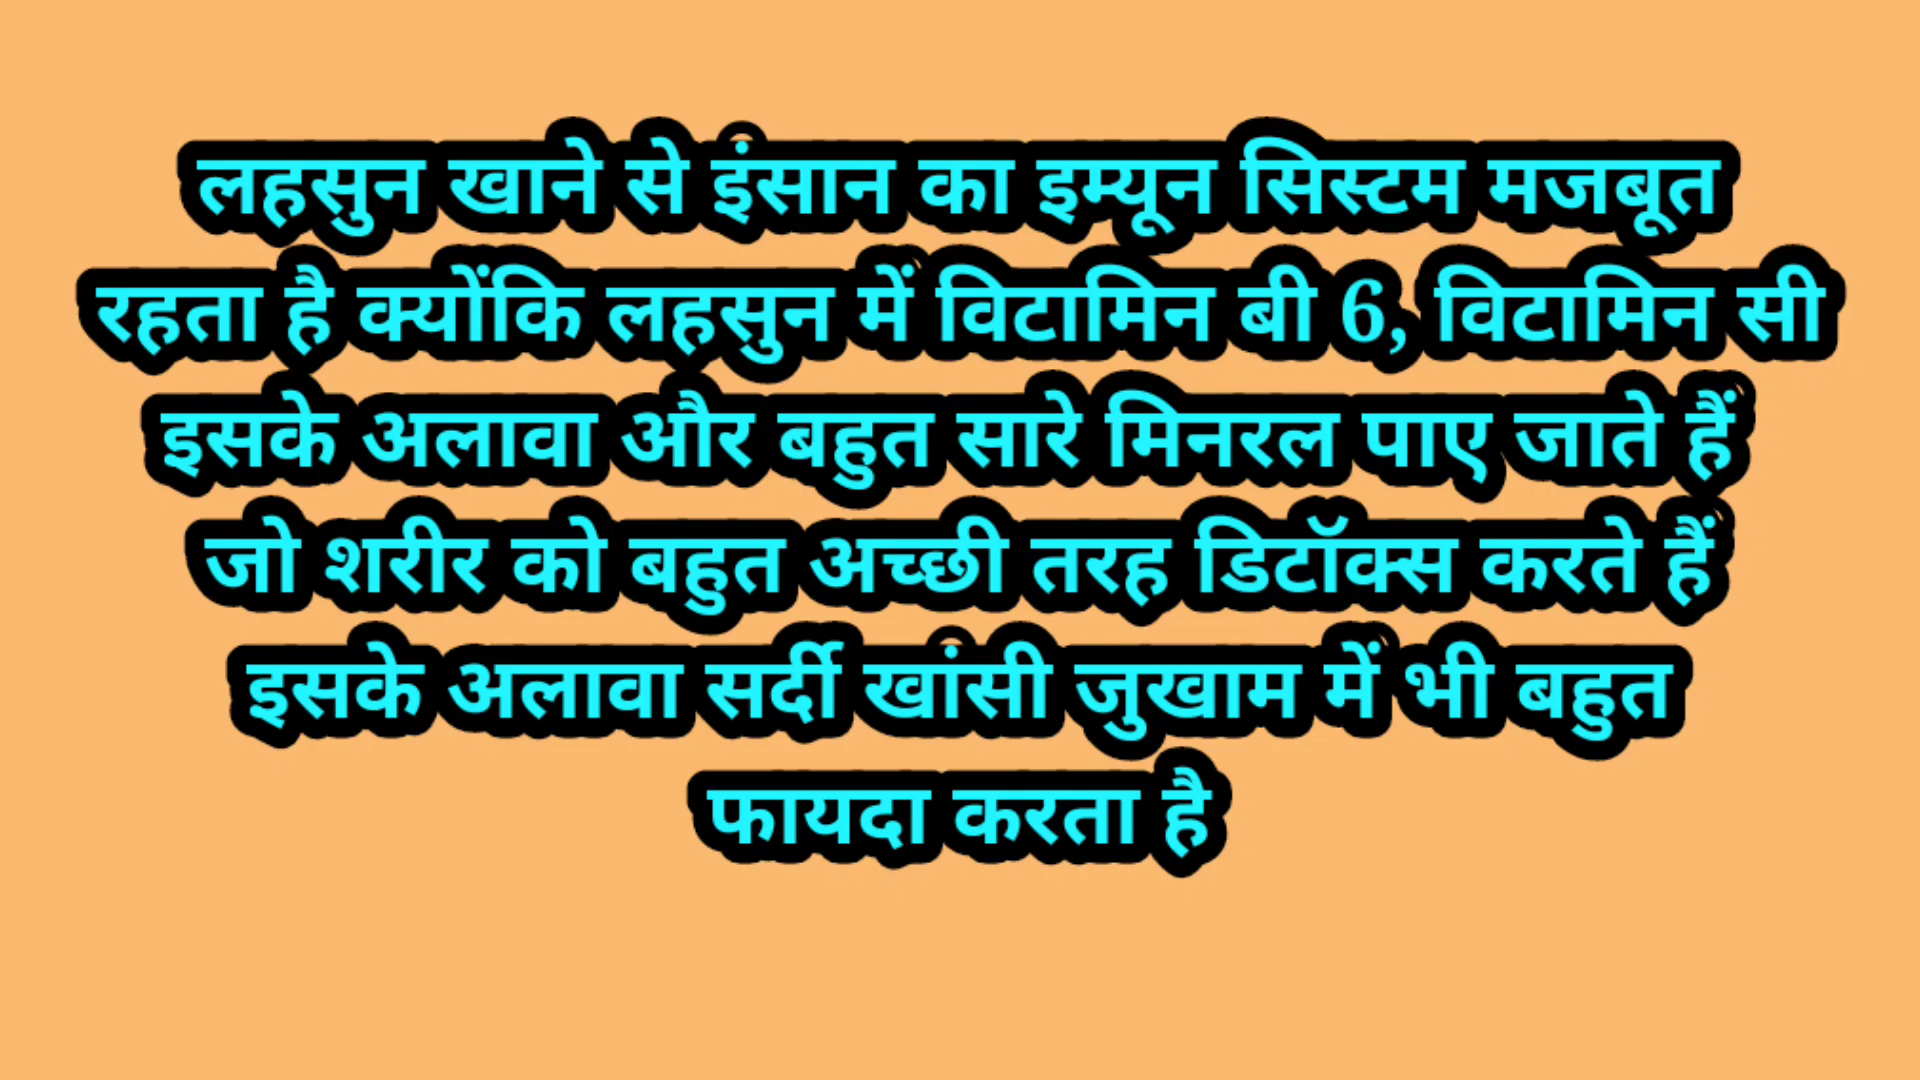 लहसुन खाने से इंसान का इम्यून सिस्टम मजबूत
रहता है क्योंकि लहसुन में विटामिन बी 6, विटामिन सी
इसके अलावा और बहुत सारे मिनरल पाए जाते हैं
जो शरीर को बहुत अच्छी तरह डिटॉक्स करते हैं
इसके अलावा सर्दी खांसी जुखाम में भी बहुत
फायदा करता है